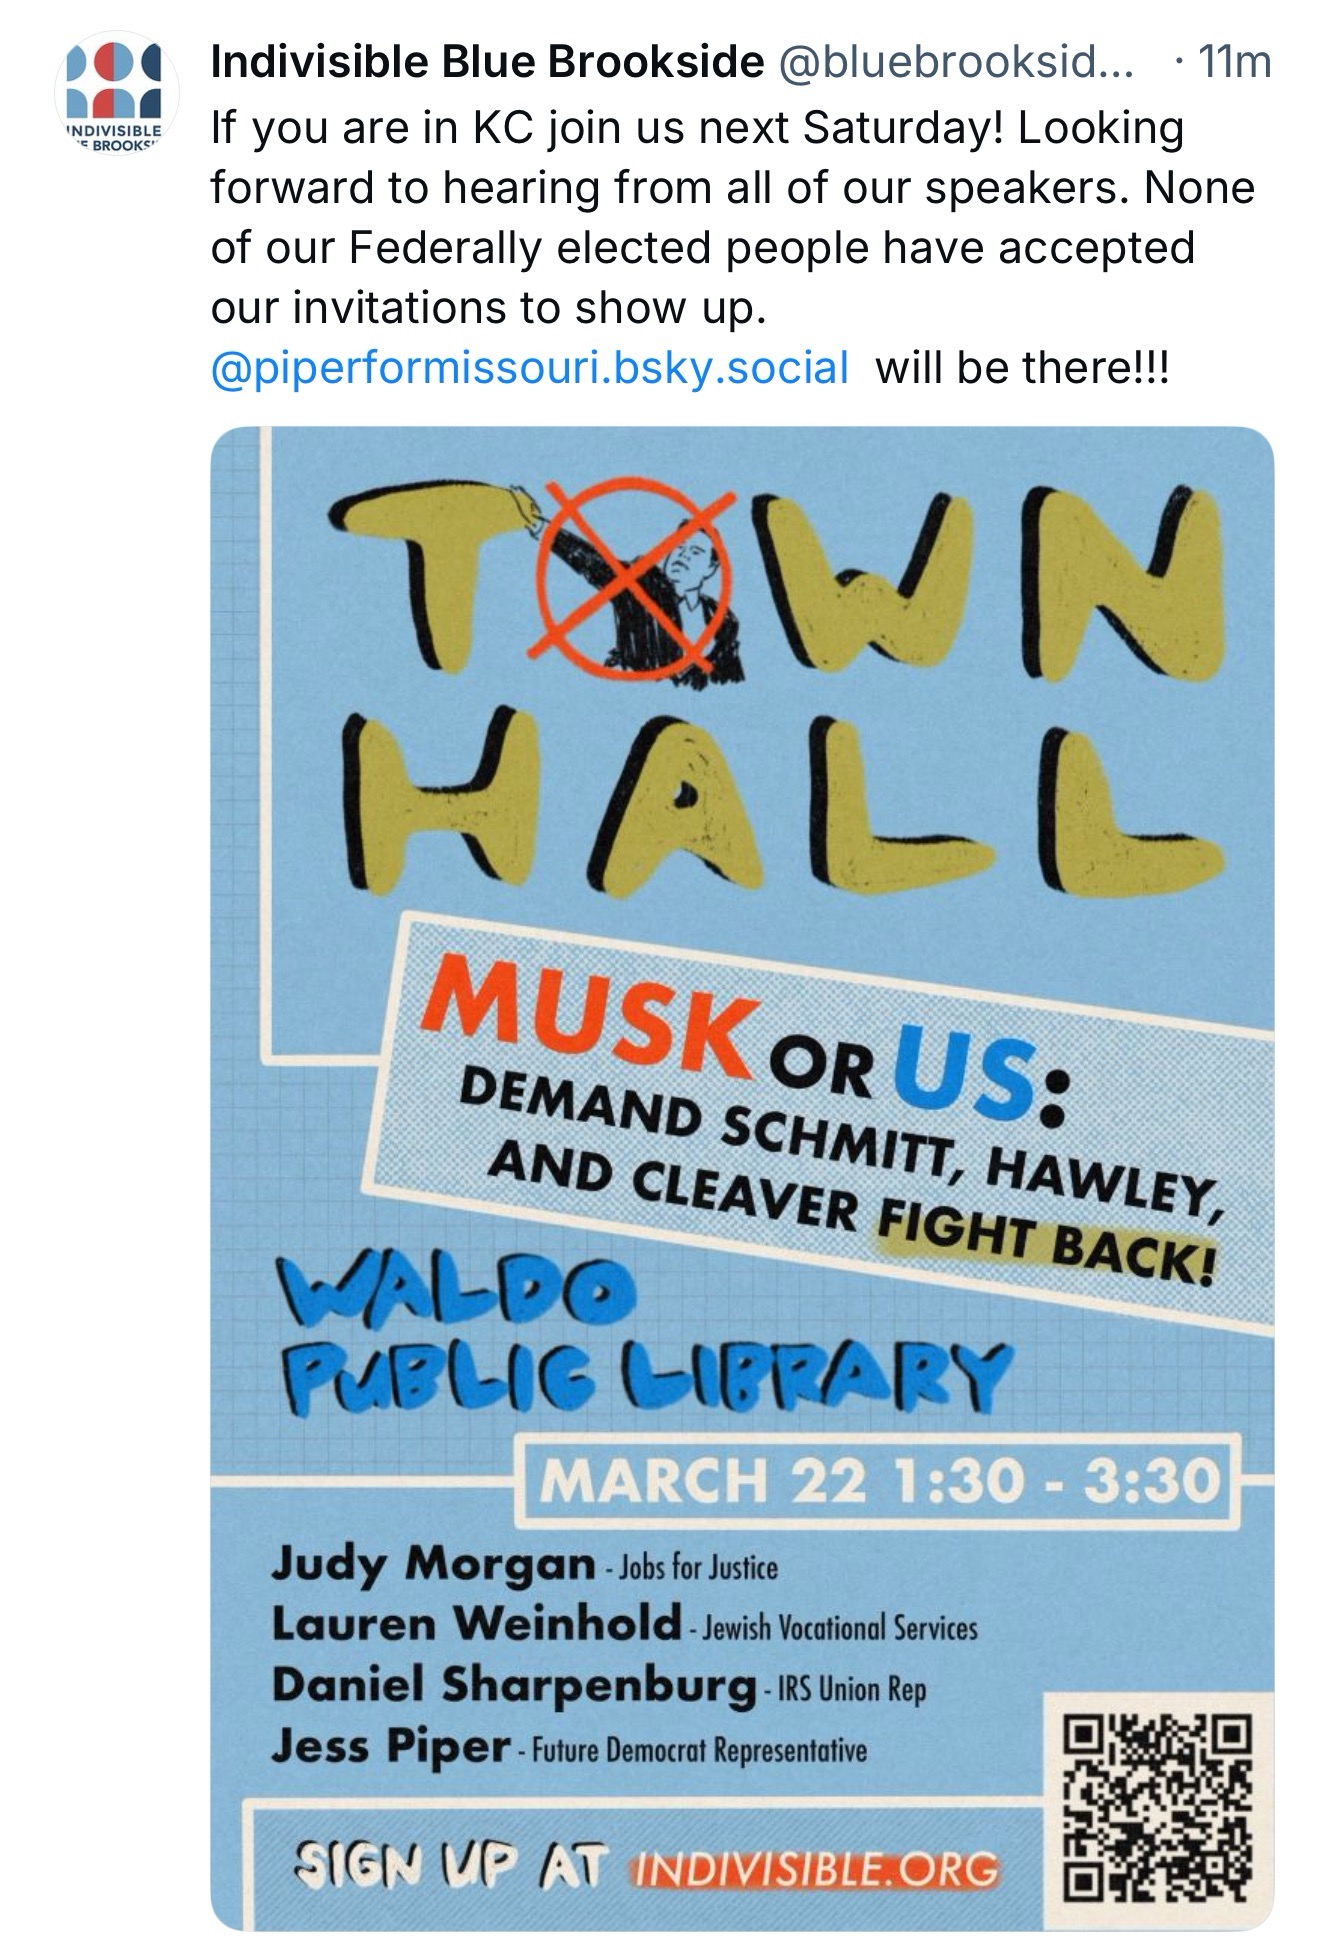 Indivisible Blue Brookside @bluebrooksid... · 11m
INDIVISIBLE
BROOKS
If you are in KC join us next Saturday! Looking
forward to hearing from all of our speakers. None
of our Federally elected people have accepted
our invitations to show up.
@piperformissouri.bsky.social will be there!!!
TOWN
HALL
MUSK OR US:
DEMAND SCHMITT, HAWLEY,
AND CLEAVER FIGHT BACK!
WALDO
PUBLIC LIBRARY
MARCH 22 1:30 - 3:30
Judy Morgan - Jobs for Justice
Lauren Weinhold - Jewish Vocational Services
Daniel Sharpenburg - IRS Union Rep
Jess Piper - Future Democrat Representative
SIGN UP AT INDIVISIBLE.ORG